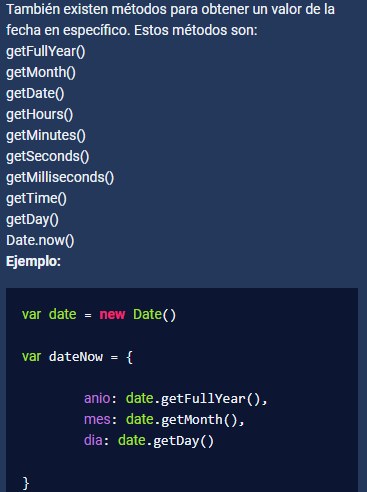 También existen métodos para obtener un valor de la
fecha en específico. Estos métodos son:
getFullYear()
getMonth()
getDate()
getHours()
getMinutes()
getSeconds()
getMilliseconds()
getTime()
getDay()
Date.now()
Ejemplo:
var date = new Date()
var dateNow = {
anio: date.getFullYear(),
mes: date.getMonth(),
dia: date.getDay()
}